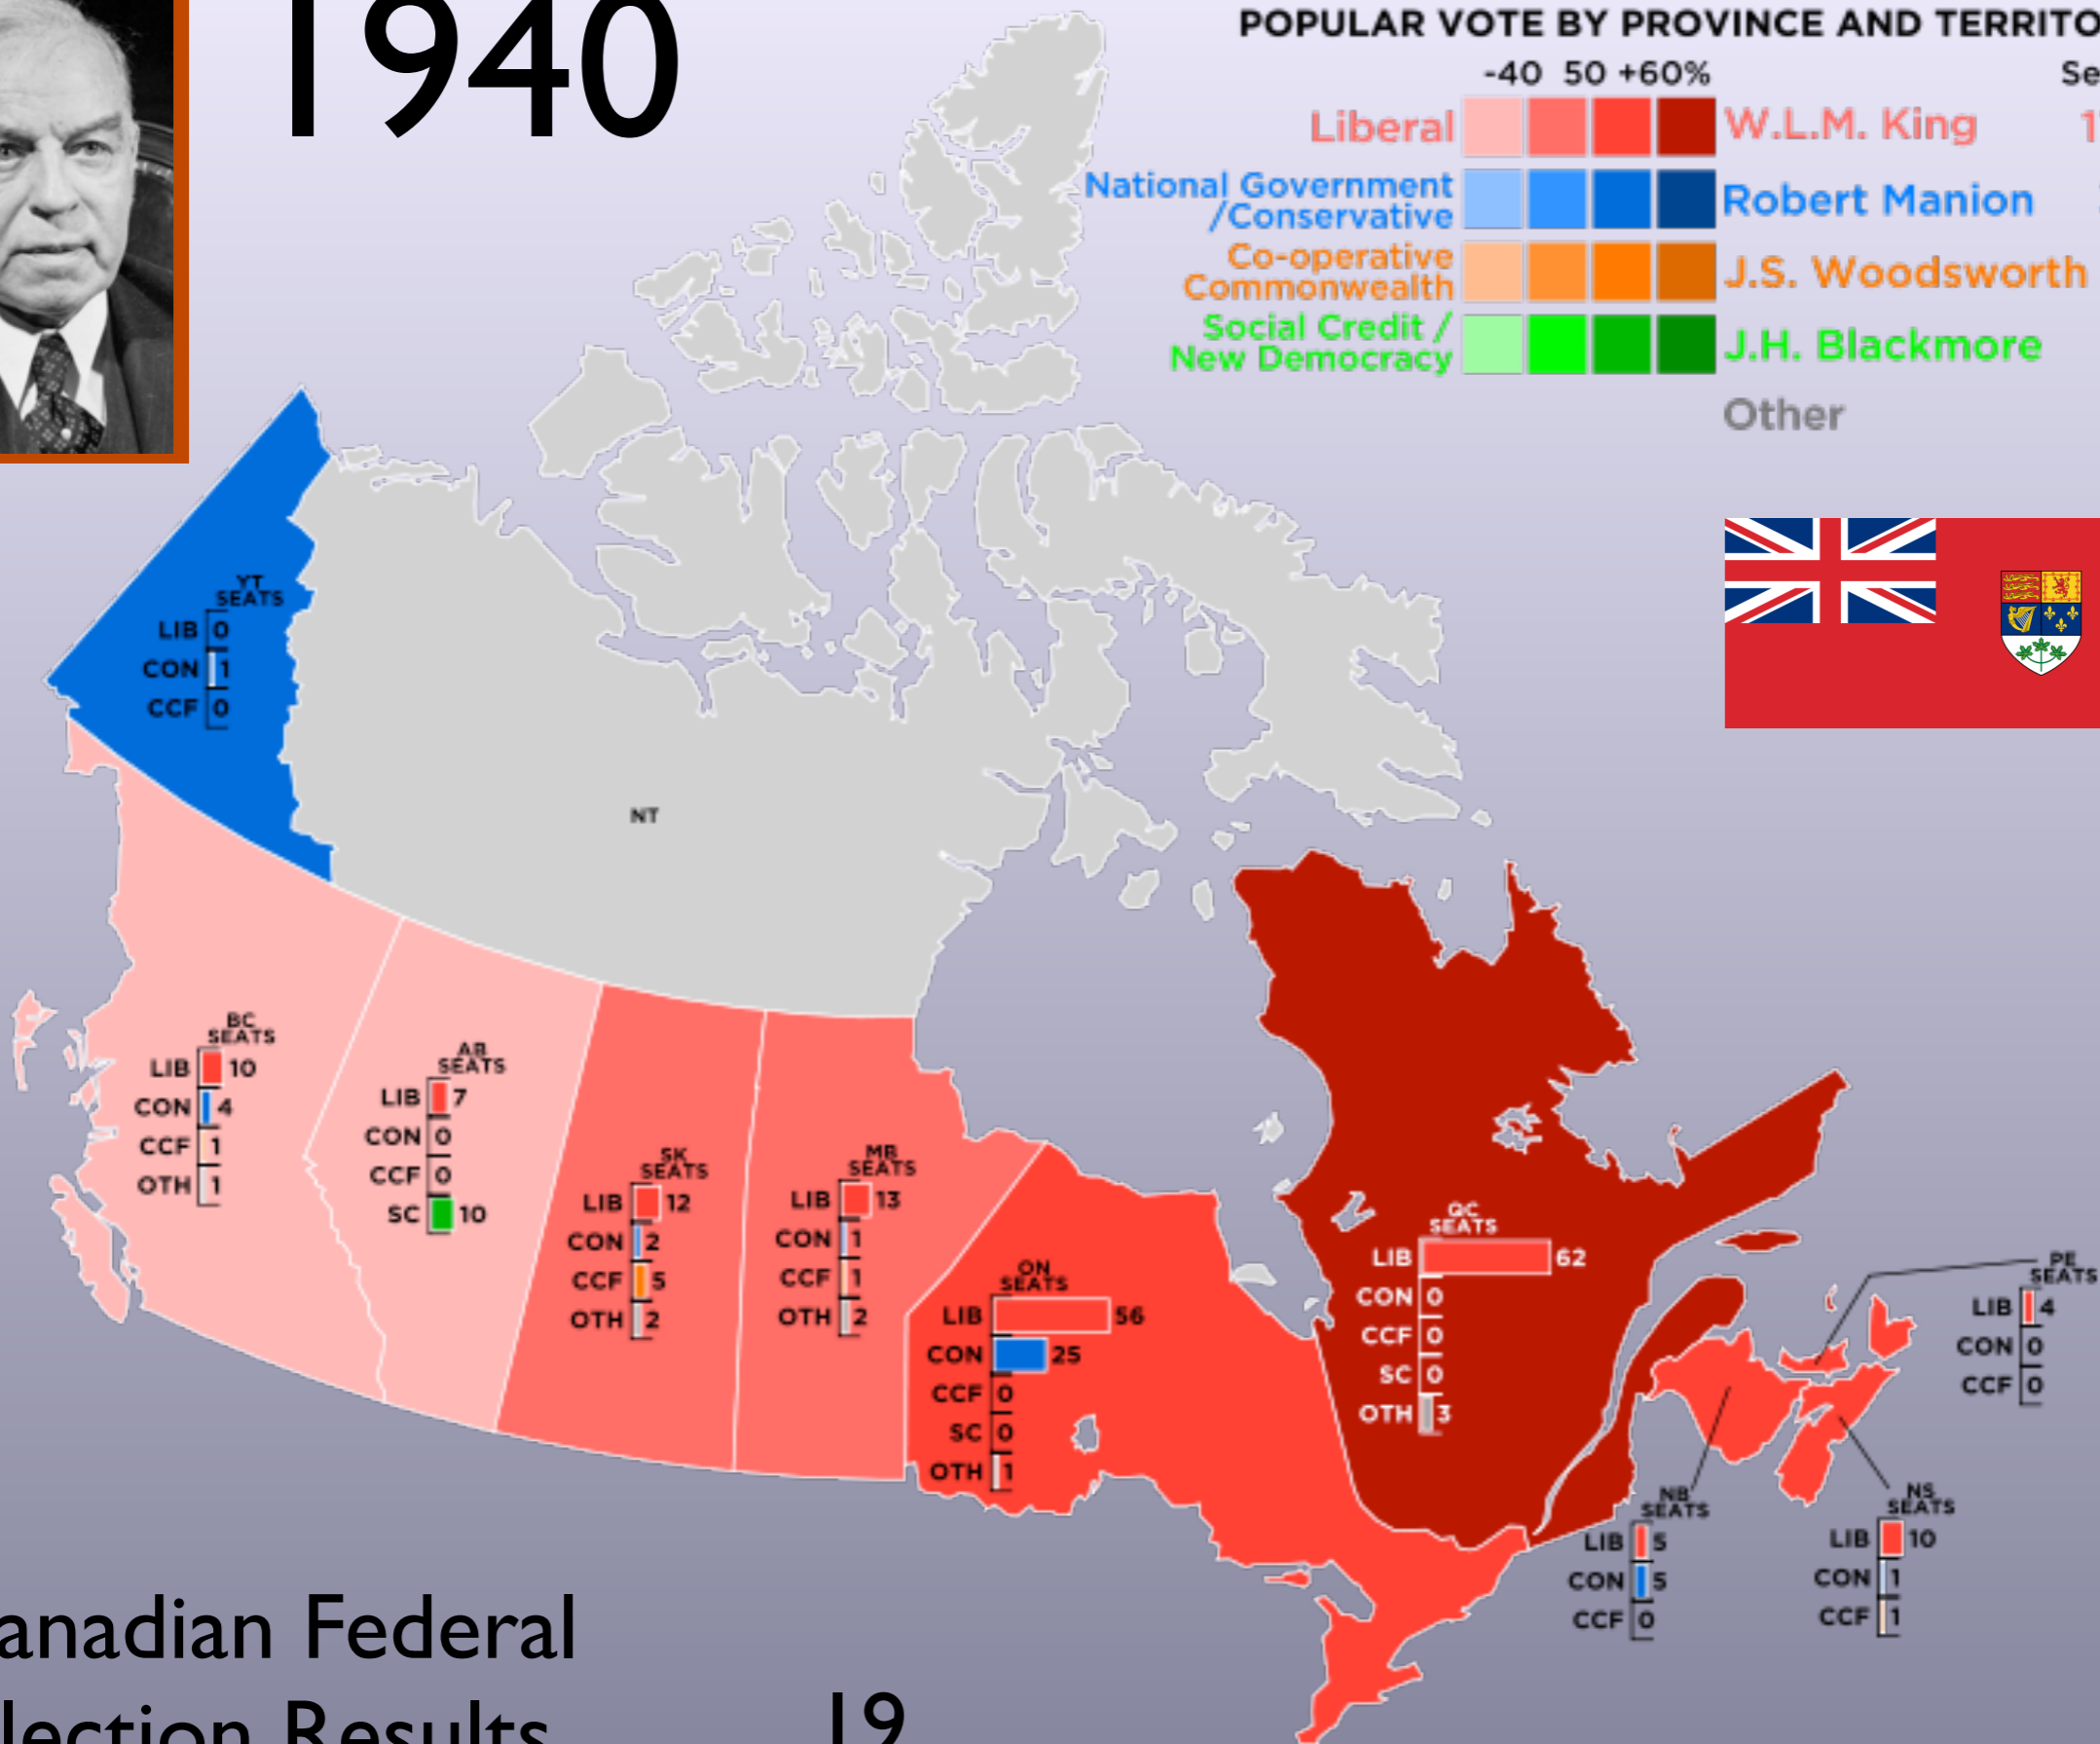 1940
POPULAR VOTE BY PROVINCE AND TERRITO
-40 50 +60%
Se
Liberal
W.L.M. King
1
National Government
/Conservative
Robert Manion
Co-operative
Commonwealth
J.S. Woodsworth
Social Credit /
New Democracy
J.H. Blackmore
Other
YT
SEATS
LIB 0
CON 1
CCF 0
NT
BC
SEATS
LIB 10
CON 4
CCF 1
OTH 1
AB
SEATS
LIB 7
CON 0
CCF 0
SC 10
SK
SEATS
LIB 12
CON 2
CCF 5
OTH 2
MB
SEATS
LIB 13
CON 1
CCF 1
OTH 2
ON
SEATS
LIB 56
CON 25
CCF 0
SC 0
OTH 1
QC
SEATS
LIB 62
CON 0
CCF 0
SC 0
OTH 3
PE
SEATS
LIB 4
CON 0
CCF 0
NB
SEATS
LIB 5
CON 5
CCF 0
NS
SEATS
LIB 10
CON 1
CCF 1
anadian Federal
lection Results
19